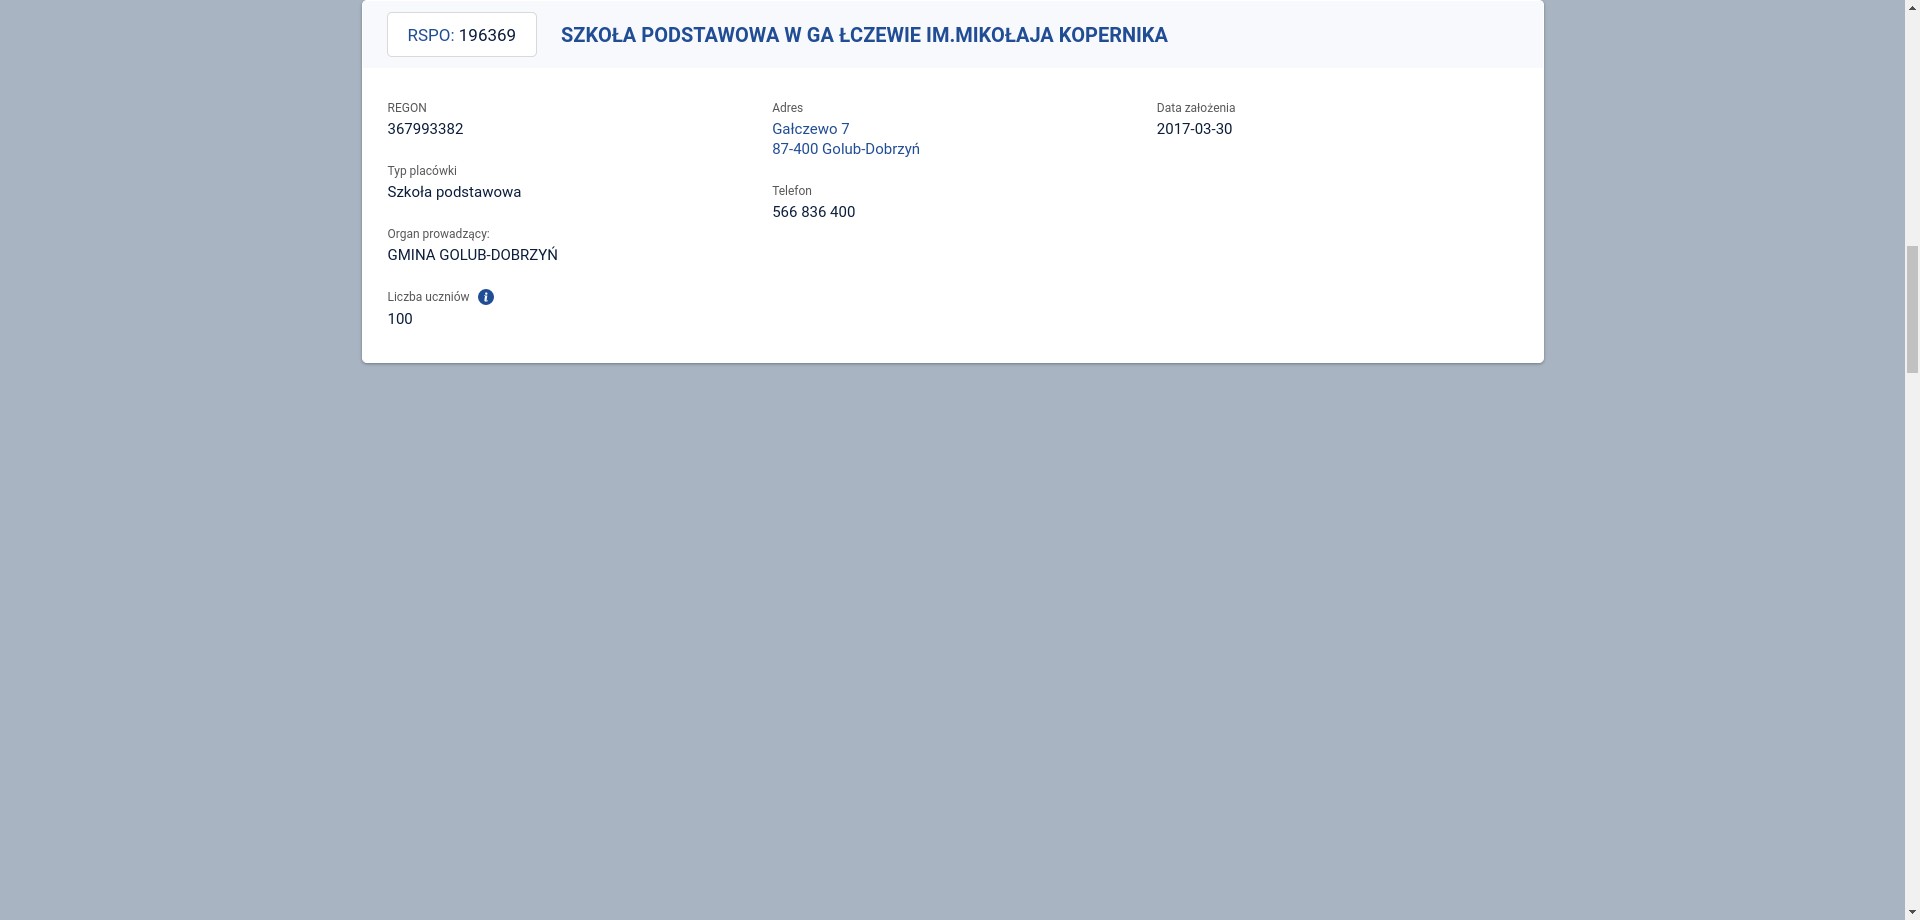 RSPO: 196369
SZKOŁA PODSTAWOWA W GA ŁCZEWIE IM.MIKOŁAJA KOPERNIKA
REGON
367993382
Typ placówki
Szkoła podstawowa
Organ prowadzący:
GMINA GOLUB-DOBRZYŃ
Liczba uczniów
100
Adres
Gałczewo 7
87-400 Golub-Dobrzyń
Telefon
566 836 400
Data założenia
2017-03-30